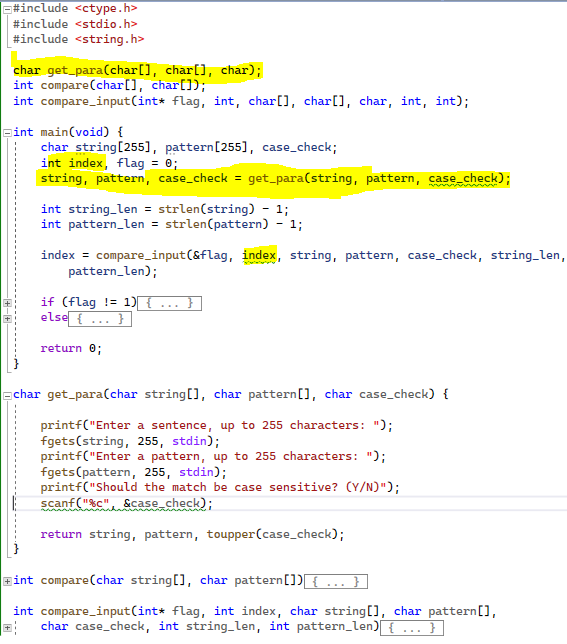 #include <ctype.h>
#include <stdio.h>
#include <string.h>

char get_para(char[], char[], char);
int compare(char[], char[]);
int compare_input(int* flag, int, char[], char[], char, int, int);

int main(void) {
    char string[255], pattern[255], case_check;
    int index, flag = 0;
    string, pattern, case_check = get_para(string, pattern, case_check);

    int string_len = strlen(string) - 1;
    int pattern_len = strlen(pattern) - 1;

    index = compare_input(&flag, index, string, pattern, case_check, string_len,
        pattern_len);

    if (flag != 1){ ... }
    else{ ... }

    return 0;
}

char get_para(char string[], char pattern[], char case_check) {

    printf("Enter a sentence, up to 255 characters: ");
    fgets(string, 255, stdin);
    printf("Enter a pattern, up to 255 characters: ");
    fgets(pattern, 255, stdin);
    printf("Should the match be case sensitive? (Y/N)");
    scanf("%c", &case_check);

    return string, pattern, toupper(case_check);
}

int compare(char string[], char pattern[]){ ... }

int compare_input(int* flag, int index, char string[], char pattern[],
    char case_check, int string_len, int pattern_len){ ... }